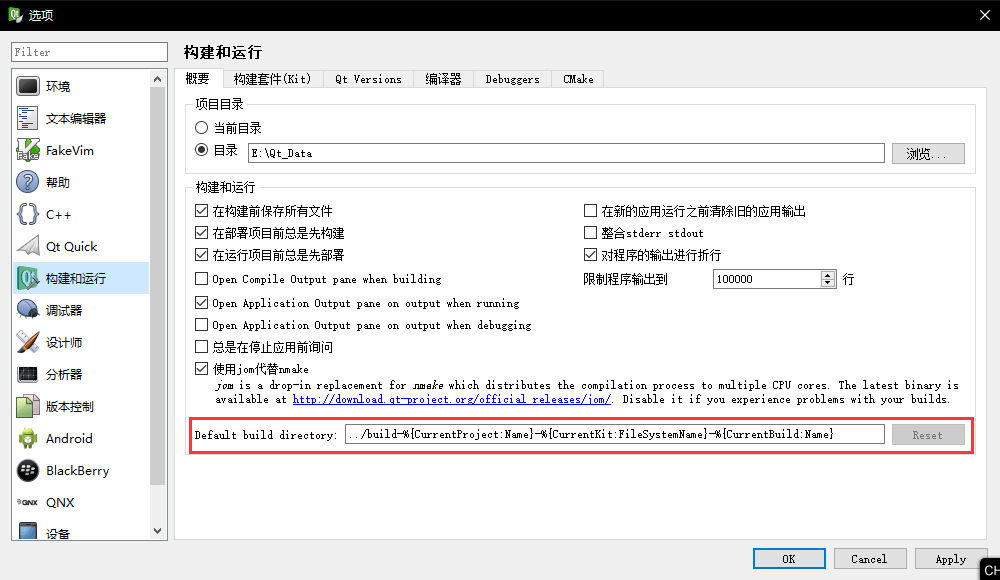 选项
Filter
环境
文本编辑器
FakeVim
帮助
C++
Qt Quick
构建和运行
调试器
设计师
分析器
版本控制
Android
BlackBerry
QNX
设备
构建和运行
概要 构建套件(Kit) Qt Versions 编译器 Debuggers CMake
项目目录
当前目录
目录 E:\Qt_Data 浏览...
构建和运行
在构建前保存所有文件 在新的应用运行之前清除旧的应用输出
在部署项目前总是先构建 整合stderr stdout
在运行项目前总是先部署 对程序的输出进行折行
Open Compile Output pane when building 限制程序输出到 100000 行
Open Application Output pane on output when running
Open Application Output pane on output when debugging
总是在停止应用前询问
使用jom代替nmake
jom is a drop-in replacement for nmake which distributes the compilation process to multiple CPU cores. The latest binary is
available at http://download.qt-project.org/official_releases/jom/. Disable it if you experience problems with your builds.
Default build directory: ../build-%{CurrentProject:Name}-%{CurrentKit:FileSystemName}-%{CurrentBuild:Name} Reset
OK Cancel Apply
CH